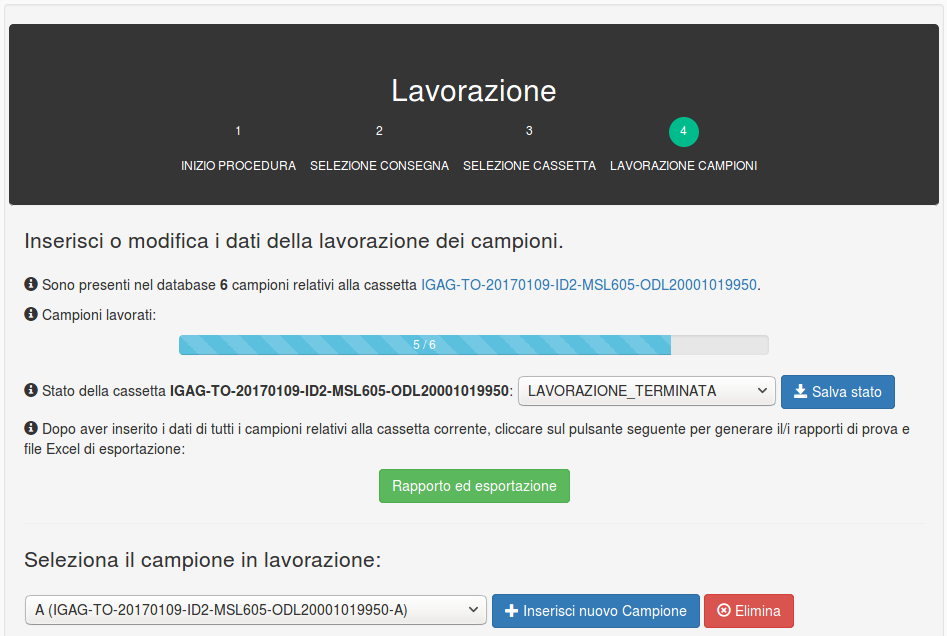 Lavorazione
1 2 3 4
INIZIO PROCEDURA SELEZIONE CONSEGNA SELEZIONE CASSETTA LAVORAZIONE CAMPIONI
Inserisci o modifica i dati della lavorazione dei campioni.
Sono presenti nel database 6 campioni relativi alla cassetta IGAG-TO-20170109-ID2-MSL605-ODL20001019950.
Campioni lavorati:
5 / 6
Stato della cassetta IGAG-TO-20170109-ID2-MSL605-ODL20001019950: LAVORAZIONE_TERMINATA Salva stato
Dopo aver inserito i dati di tutti i campioni relativi alla cassetta corrente, cliccare sul pulsante seguente per generare il/i rapporti di prova e
file Excel di esportazione:
Rapporto ed esportazione
Seleziona il campione in lavorazione:
A (IGAG-TO-20170109-ID2-MSL605-ODL20001019950-A) Inserisci nuovo Campione Elimina